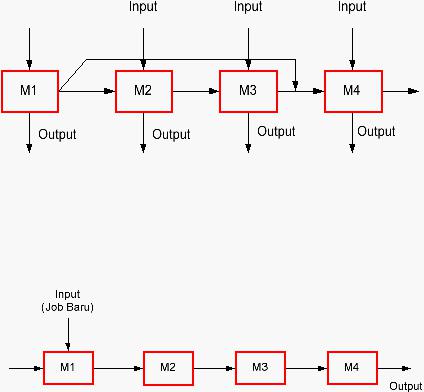 Input Input Input
M1 M2 M3 M4
Output Output Output Output
Input
(Job Baru)
M1 M2 M3 M4
Output